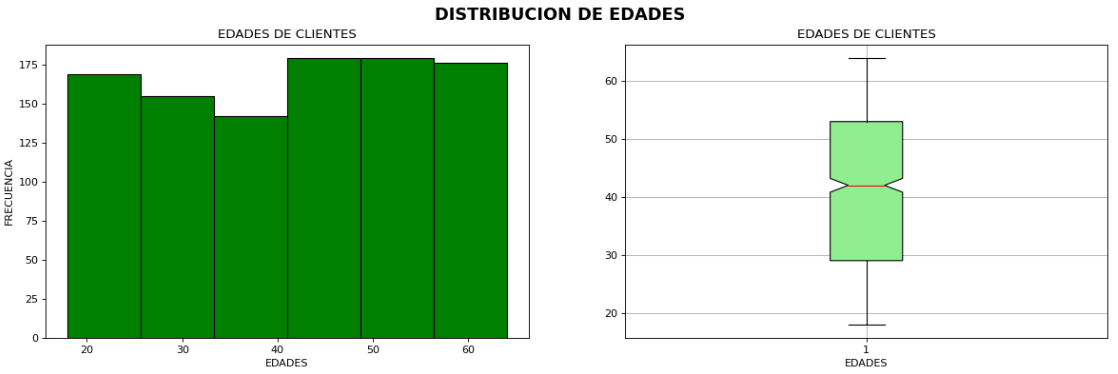 DISTRIBUCION DE EDADES
EDADES DE CLIENTES
175
150
125
100
75
50
25
0
FRECUENCIA
20 30 40 50 60
EDADES
EDADES DE CLIENTES
60
50
40
30
20
1
EDADES